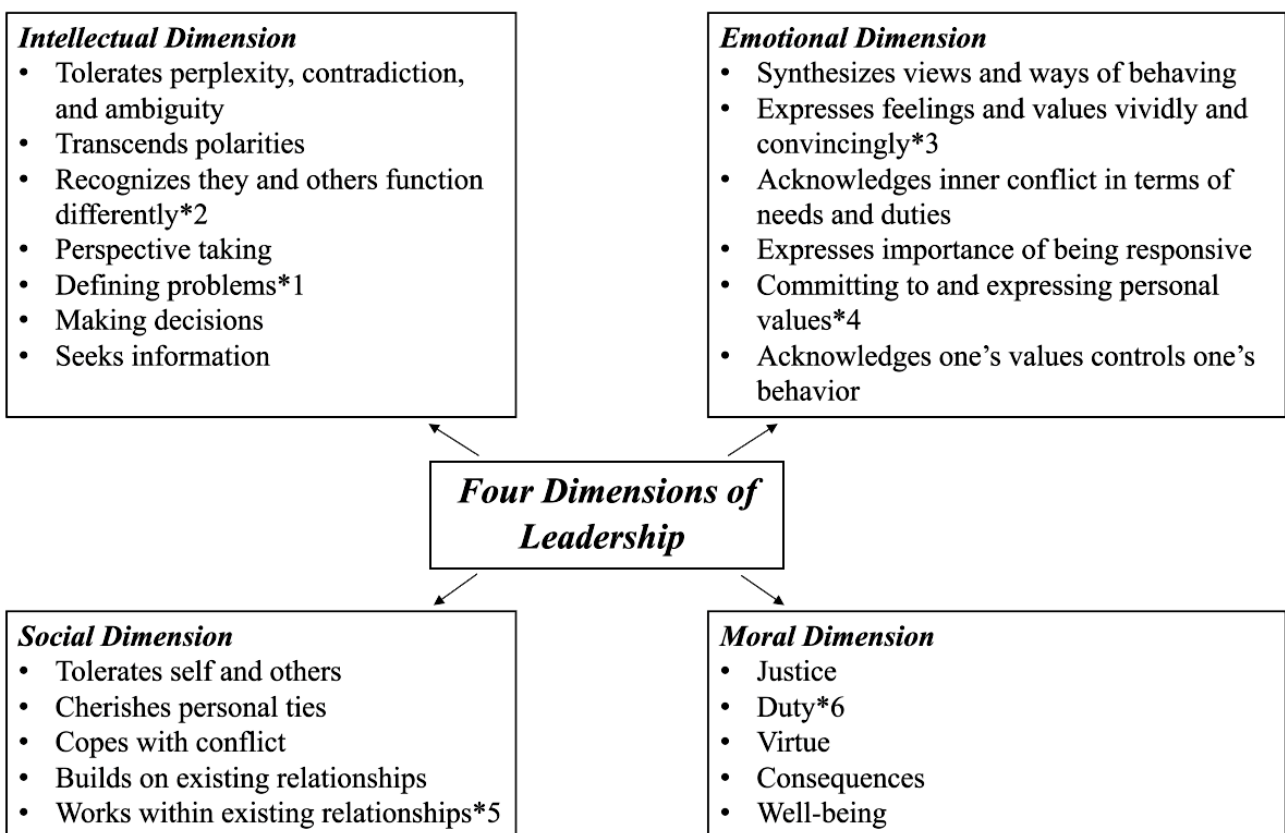 Intellectual Dimension
• Tolerates perplexity, contradiction,
and ambiguity
• Transcends polarities
• Recognizes they and others function
differently*2
• Perspective taking
• Defining problems*1
• Making decisions
• Seeks information
Emotional Dimension
• Synthesizes views and ways of behaving
• Expresses feelings and values vividly and
convincingly*3
• Acknowledges inner conflict in terms of
needs and duties
• Expresses importance of being responsive
• Committing to and expressing personal
values*4
• Acknowledges one’s values controls one’s
behavior
Four Dimensions of
Leadership
Social Dimension
• Tolerates self and others
• Cherishes personal ties
• Copes with conflict
• Builds on existing relationships
• Works within existing relationships*5
Moral Dimension
• Justice
• Duty*6
• Virtue
• Consequences
• Well-being